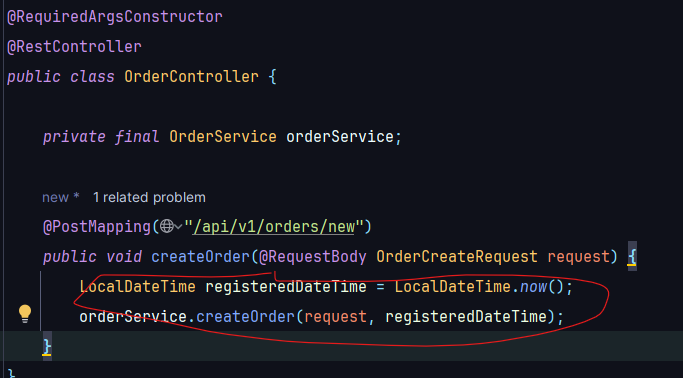 @RequiredArgsConstructor
@RestController
public class OrderController {
private final OrderService orderService;
new *   1 related problem
@PostMapping("/api/v1/orders/new")
public void createOrder(@RequestBody OrderCreateRequest request) {
LocalDateTime registeredDateTime = LocalDateTime.now();
orderService.createOrder(request, registeredDateTime);
}
}